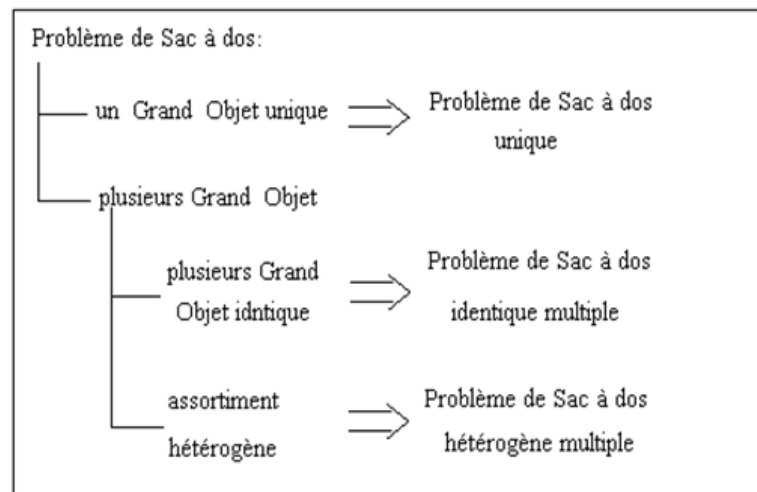 Problème de Sac à dos:
un Grand Objet unique
Problème de Sac à dos
unique
plusieurs Grand Objet
plusieurs Grand
Objet idntique
Problème de Sac à dos
identique multiple
assortiment
hétérogène
Problème de Sac à dos
hétérogène multiple